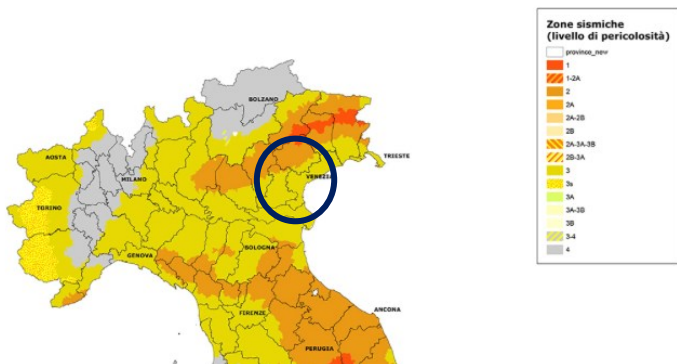 Zone sismiche
(livello di pericolosità)
province_new
1
1-2A
2
2A
2A-2B
2B
2A-3A-3B
2B-3A
3
3s
3A
3A-3B
3B
3-4
4
BOLZANO
AOSTA
TRIESTE
MILANO
VENEZIA
TORINO
GENOVA
BOLOGNA
FIRENZE
ANCONA
PERUGIA